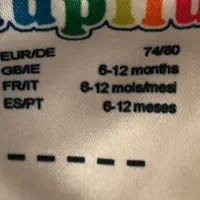 lupilu
EUR/DE 74/80
GB/IE 6-12 months
FR/IT 6-12 mois/mesi
ES/PT 6-12 meses